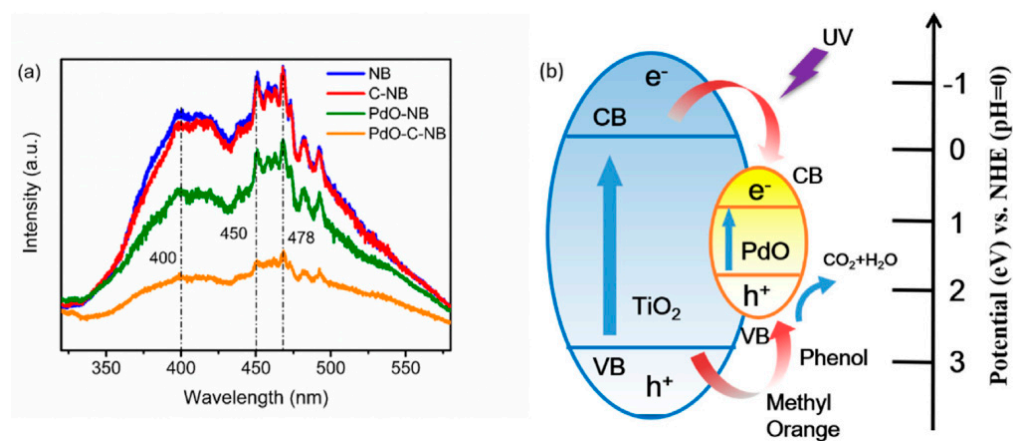 (a)
NB
C-NB
PdO-NB
PdO-C-NB
400
450
478
Intensity (a.u.)
350 400 450 500 550
Wavelength (nm)
(b)
UV
e-
CB
CB
e-
PdO
h+
VB
TiO2
VB
h+
CO2+H2O
Phenol
Methyl
Orange
-1
0
1
2
3
Potential (eV) vs. NHE (pH=0)